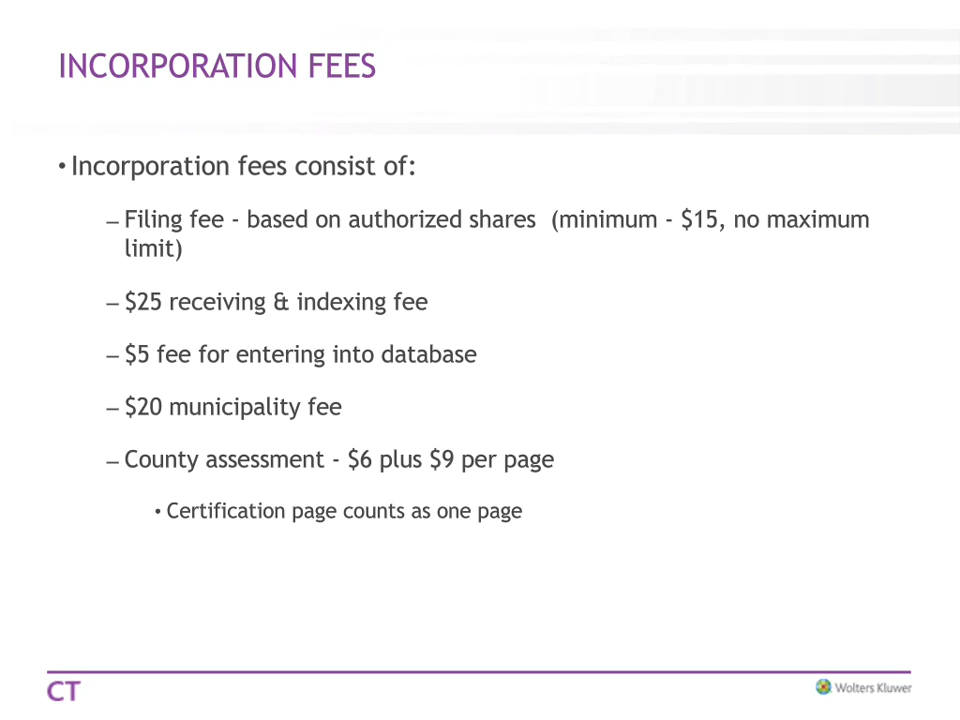 INCORPORATION FEES
• Incorporation fees consist of:
– Filing fee - based on authorized shares (minimum - $15, no maximum
limit)
– $25 receiving & indexing fee
– $5 fee for entering into database
– $20 municipality fee
– County assessment - $6 plus $9 per page
• Certification page counts as one page
CT
Wolters Kluwer